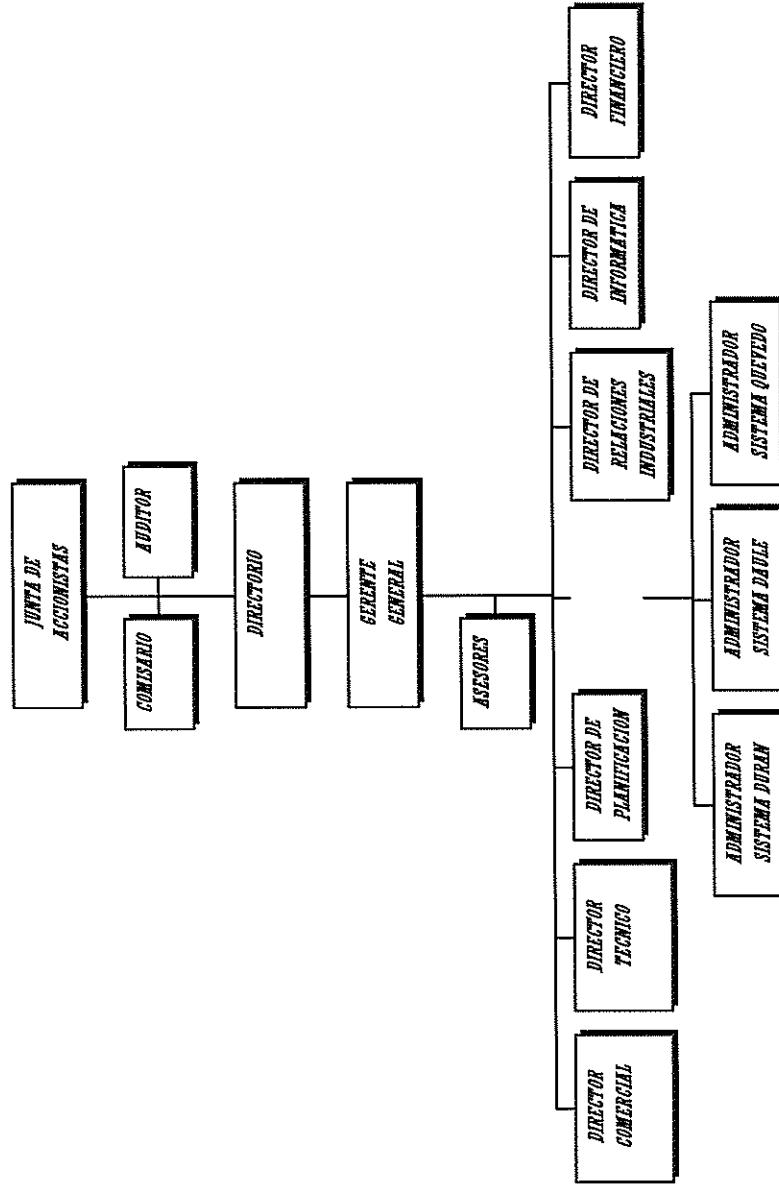 JUNTA DE
ACCIONISTAS
COMISARIO
AUDITOR
DIRECTORIO
GERENTE
GENERAL
ASESORES
DIRECTOR
COMERCIAL
DIRECTOR
TECNICO
DIRECTOR DE
PLANIFICACION
DIRECTOR DE
RELACIONES
INDUSTRIALES
DIRECTOR DE
INFORMATICA
DIRECTOR
FINANCIERO
ADMINISTRADOR
SISTEMA DURAN
ADMINISTRADOR
SISTEMA DAULE
ADMINISTRADOR
SISTEMA QUEVEDO